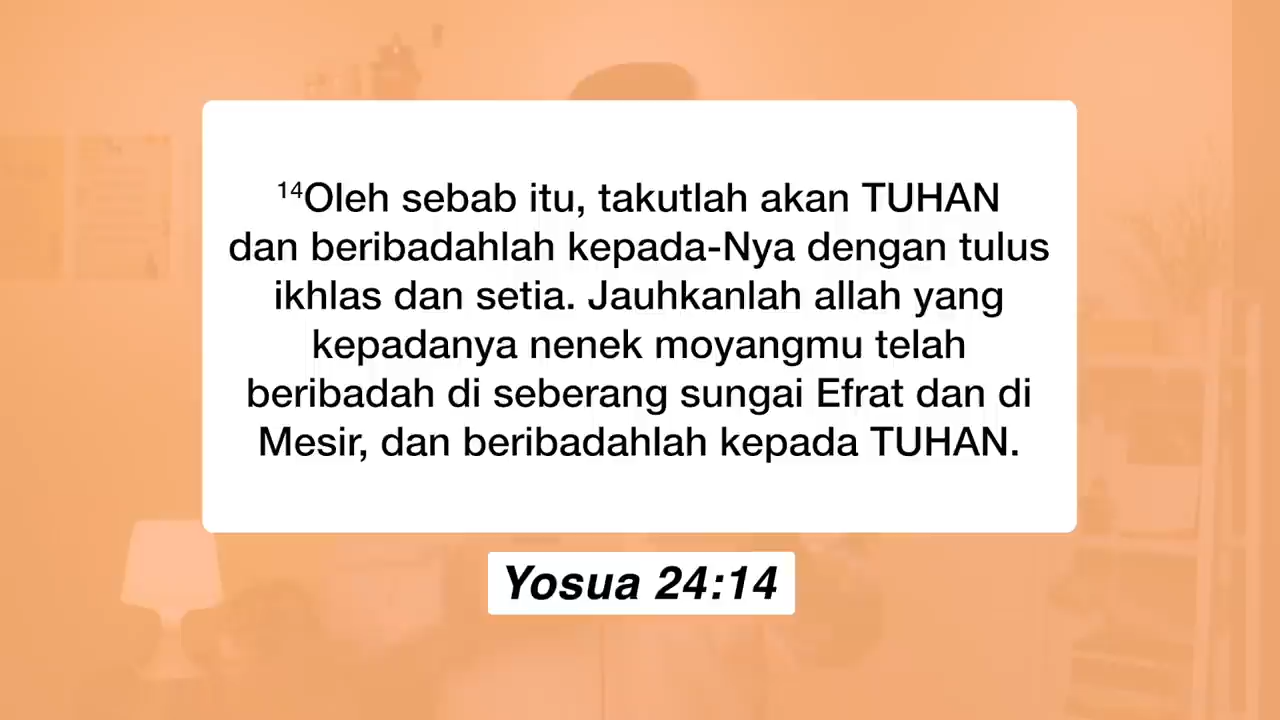 ¹⁴Oleh sebab itu, takutlah akan TUHAN
dan beribadahlah kepada-Nya dengan tulus
ikhlas dan setia. Jauhkanlah allah yang
kepadanya nenek moyangmu telah
beribadah di seberang sungai Efrat dan di
Mesir, dan beribadahlah kepada TUHAN.
Yosua 24:14